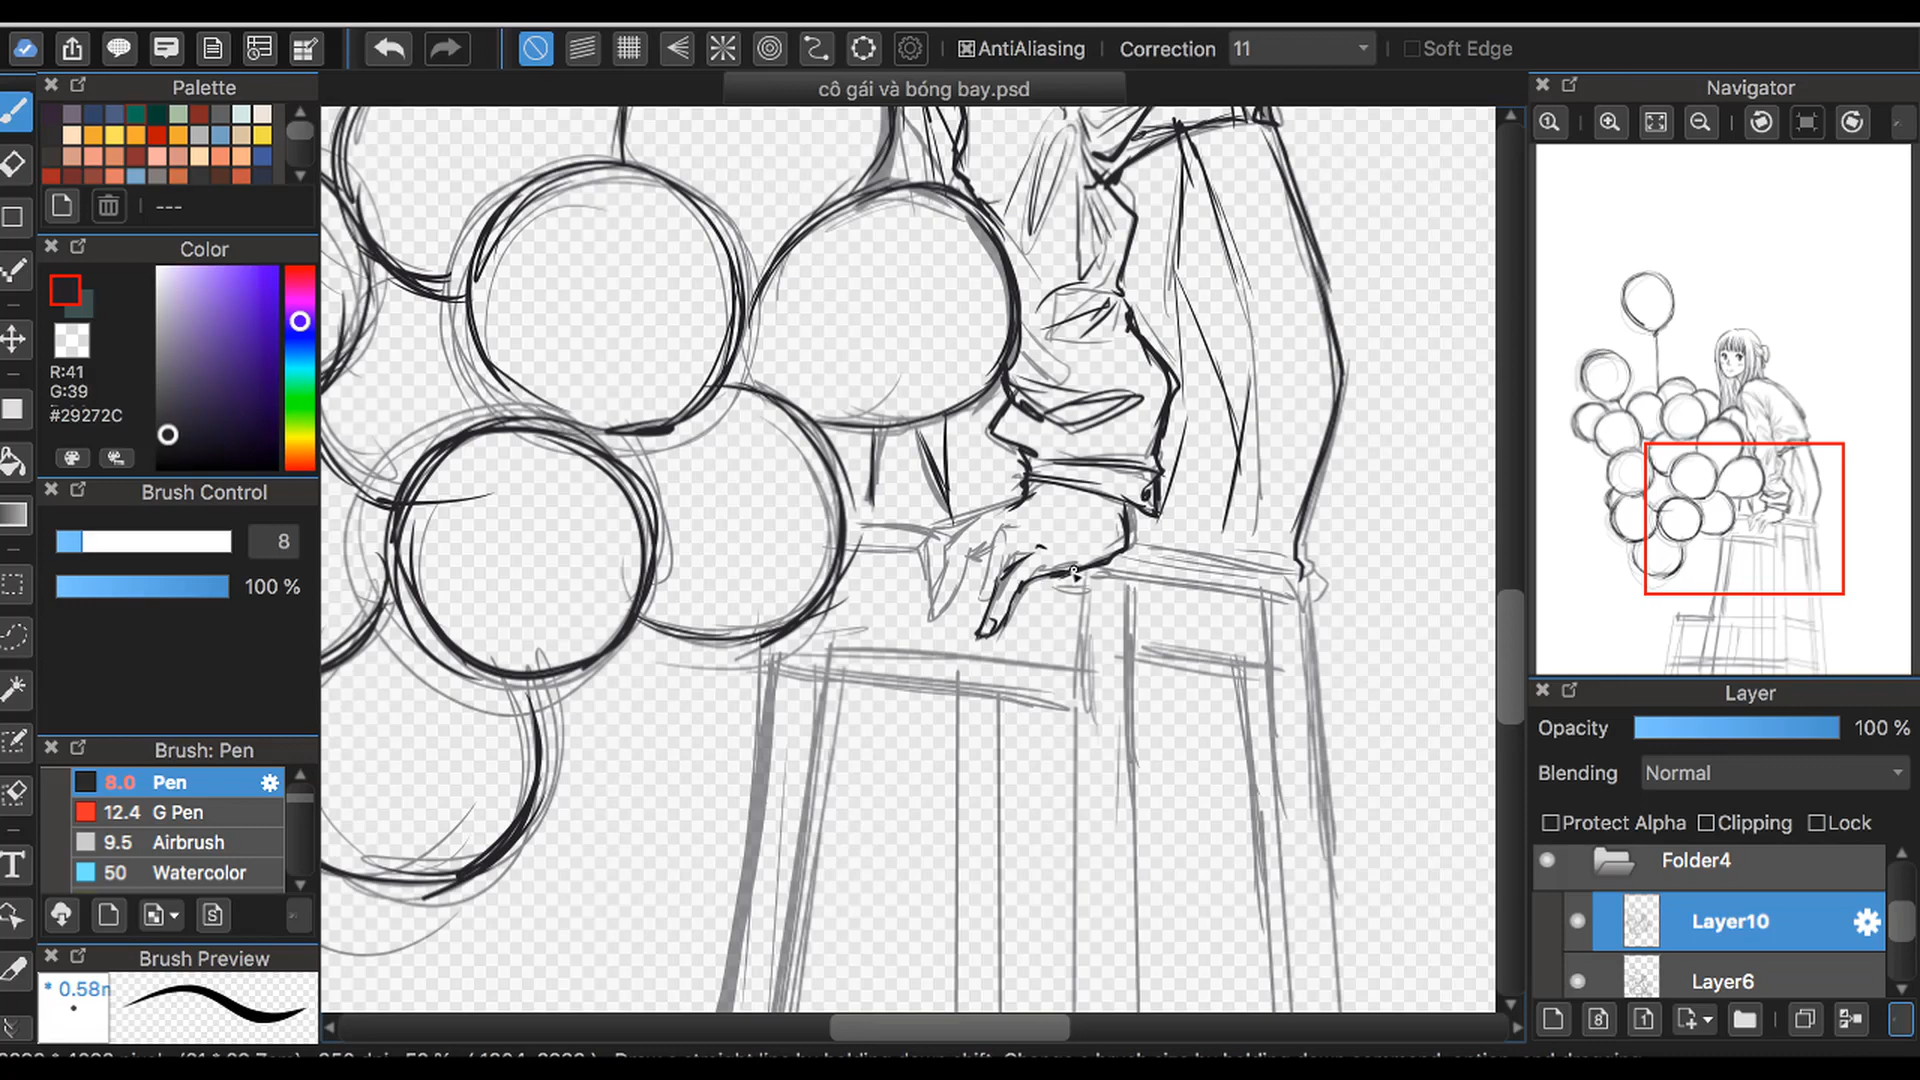 AntiAliasing
Correction
11
Soft Edge
Palette
cô gái và bóng bay.psd
Navigator
---
Color
R:41
G:39
#29272C
Brush Control
8
100 %
Layer
Opacity
100 %
Blending
Normal
Protect Alpha
Clipping
Lock
Brush: Pen
8.0 Pen
12.4 G Pen
9.5 Airbrush
50 Watercolor
Folder4
Layer10
Layer6
Brush Preview
* 0.58